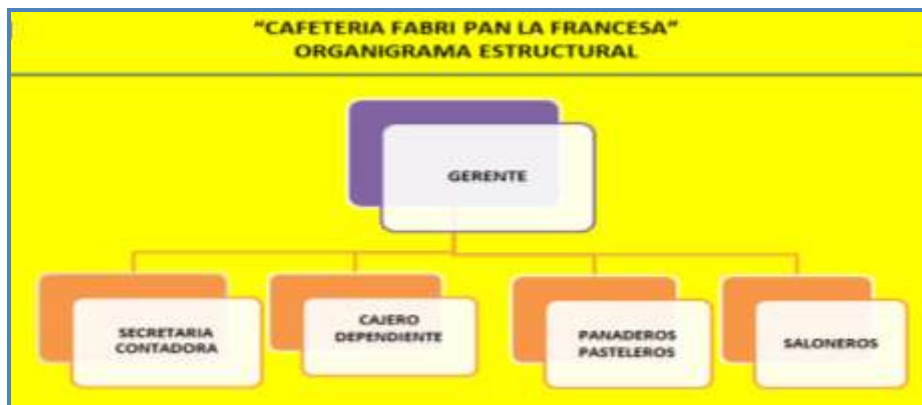 “CAFETERIA FABRI PAN LA FRANCESA”
ORGANIGRAMA ESTRUCTURAL
GERENTE
SECRETARIA
CONTADORA
CAJERO
DEPENDIENTE
PANADEROS
PASTELEROS
SALONEROS